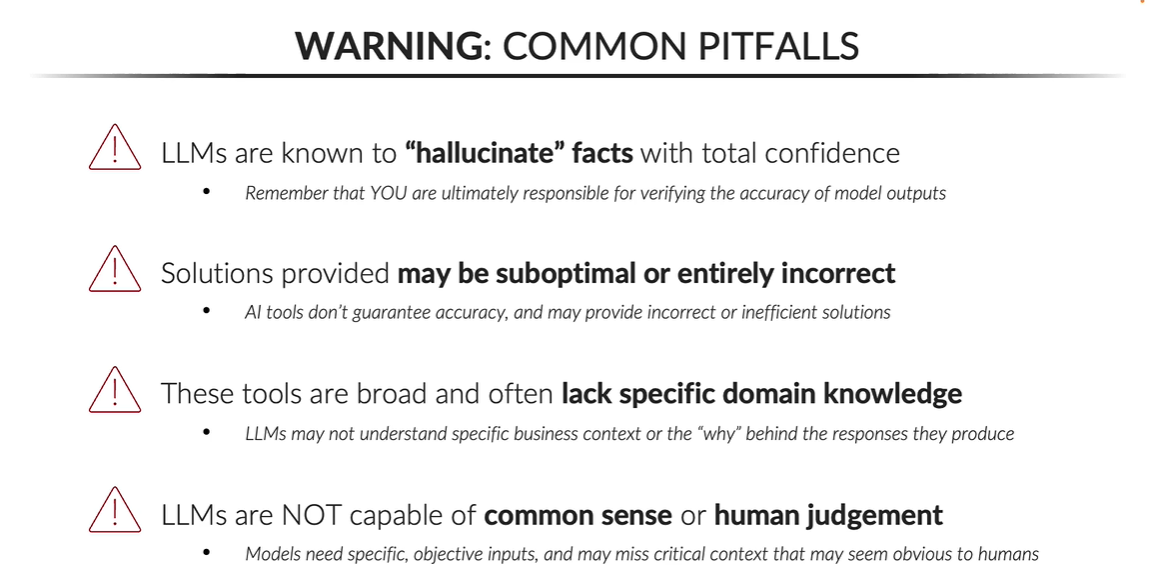 WARNING: COMMON PITFALLS
LLMs are known to “hallucinate” facts with total confidence
• Remember that YOU are ultimately responsible for verifying the accuracy of model outputs
Solutions provided may be suboptimal or entirely incorrect
• AI tools don’t guarantee accuracy, and may provide incorrect or inefficient solutions
These tools are broad and often lack specific domain knowledge
• LLMs may not understand specific business context or the “why” behind the responses they produce
LLMs are NOT capable of common sense or human judgement
• Models need specific, objective inputs, and may miss critical context that may seem obvious to humans